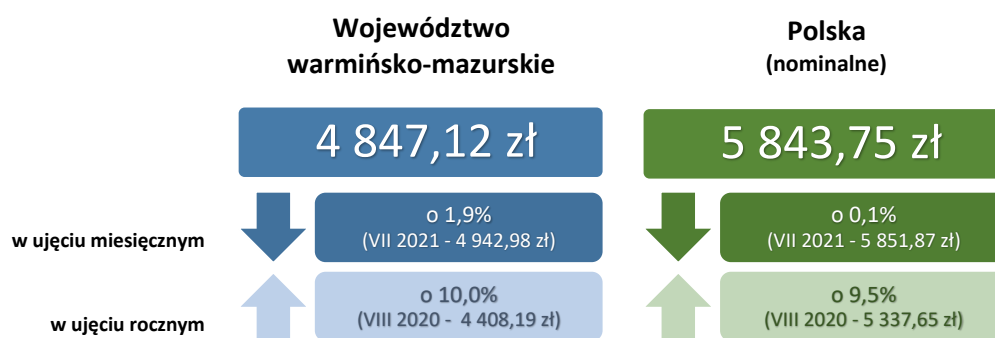 Województwo
warmińsko-mazurskie
Polska
(nominalne)
4 847,12 zł
5 843,75 zł
w ujęciu miesięcznym
o 1,9%
(VII 2021 - 4 942,98 zł)
o 0,1%
(VII 2021 - 5 851,87 zł)
w ujęciu rocznym
o 10,0%
(VIII 2020 - 4 408,19 zł)
o 9,5%
(VIII 2020 - 5 337,65 zł)